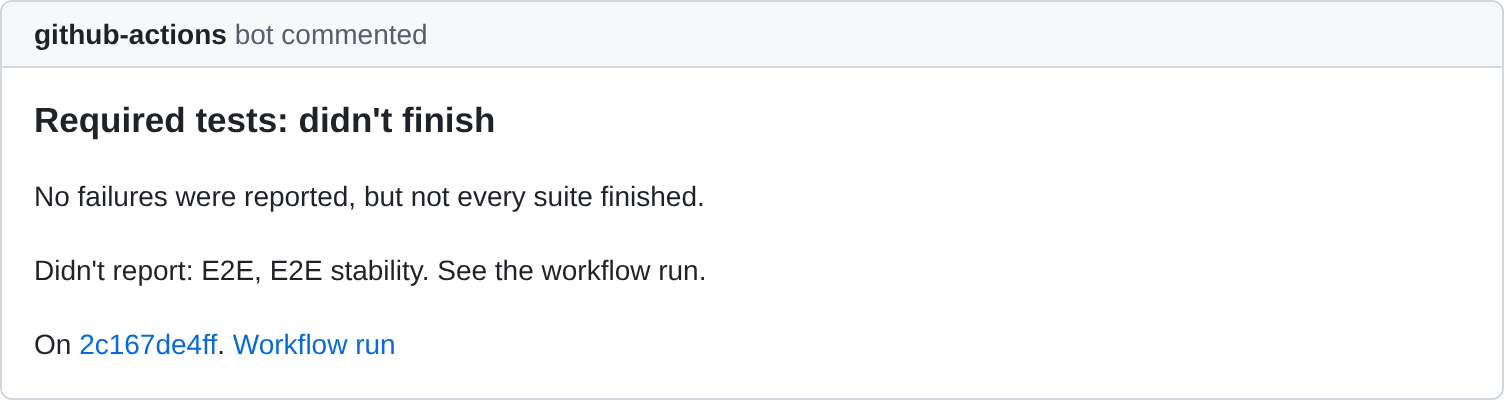 github-actions bot commented
Required tests: didn't finish
No failures were reported, but not every suite finished.
Didn't report: E2E, E2E stability. See the workflow run.
On 2c167de4ff. Workflow run